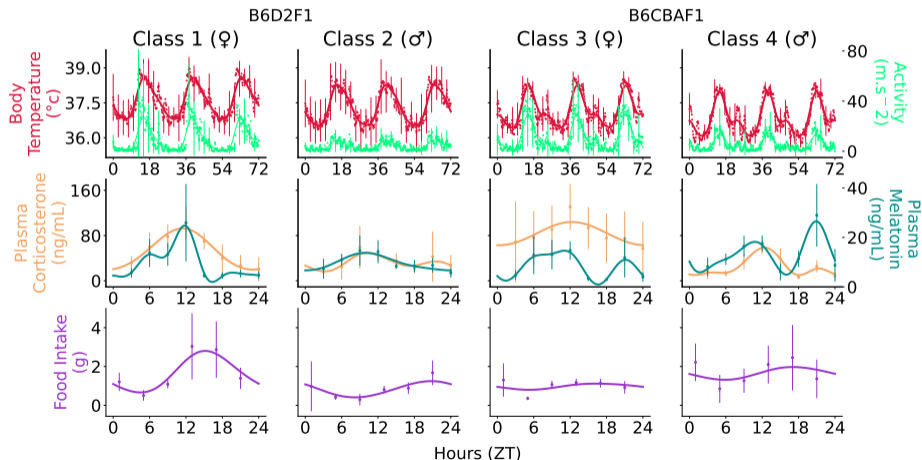 B6D2F1 B6CBAF1
Class 1 (♀) Class 2 (♂) Class 3 (♀) Class 4 (♂)
Body
Temperature
(°c)
39.0
37.5
36.0
80
40
0
Activity
(m.s−2)
0 18 36 54 72 0 18 36 54 72 0 18 36 54 72 0 18 36 54 72
Plasma
Corticosterone
(ng/mL)
160
80
0
40
20
0
Plasma
Melatonin
(ng/mL)
0 6 12 18 24 0 6 12 18 24 0 6 12 18 24 0 6 12 18 24
Food Intake
(g)
4
2
0
0 6 12 18 24 0 6 12 18 24 0 6 12 18 24 0 6 12 18 24
Hours (ZT)